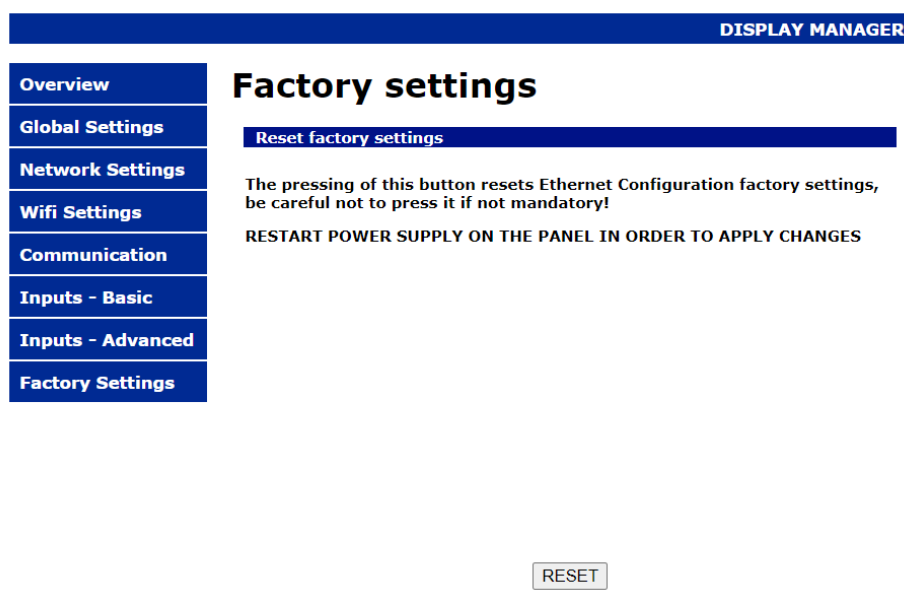 DISPLAY MANAGER
Overview
Global Settings
Network Settings
Wifi Settings
Communication
Inputs - Basic
Inputs - Advanced
Factory Settings
Factory settings
Reset factory settings
The pressing of this button resets Ethernet Configuration factory settings,
be careful not to press it if not mandatory!
RESTART POWER SUPPLY ON THE PANEL IN ORDER TO APPLY CHANGES
RESET